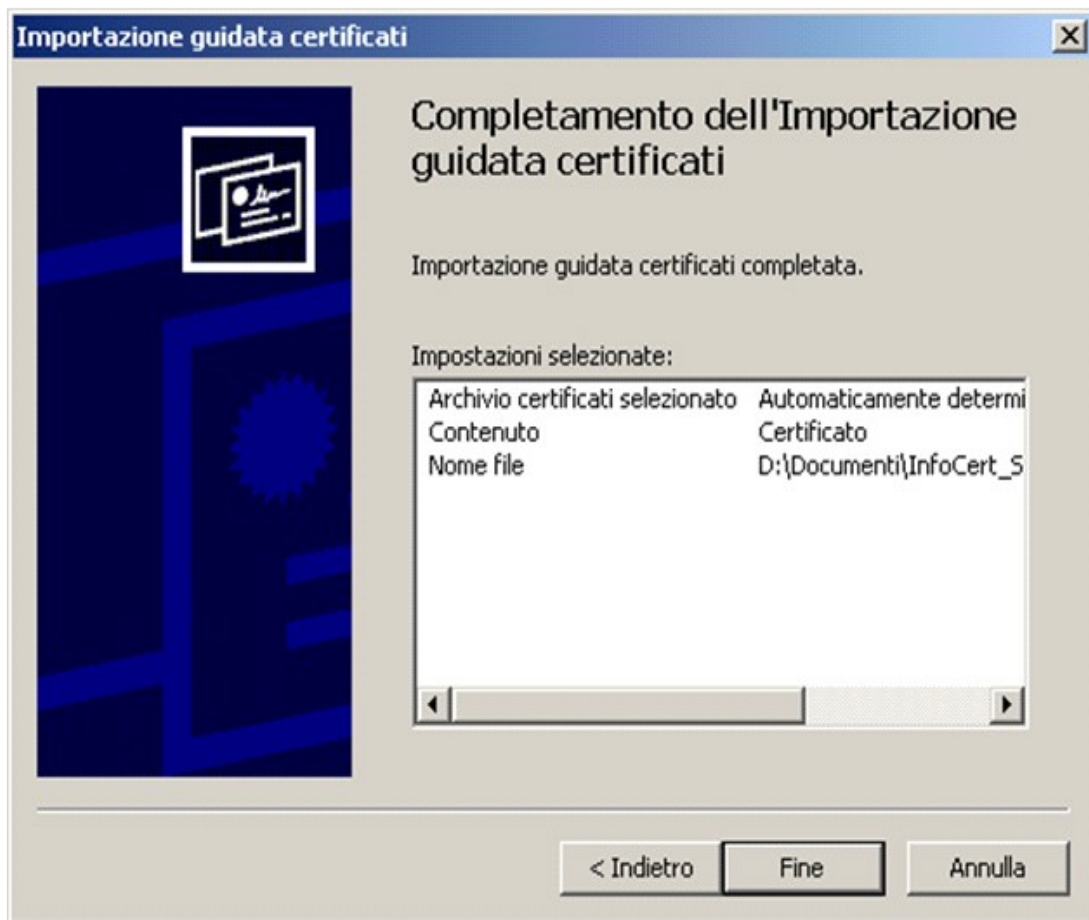 Importazione guidata certificati
Completamento dell'Importazione
guidata certificati
Importazione guidata certificati completata.
Impostazioni selezionate:
Archivio certificati selezionato Automaticamente determi
Contenuto Certificato
Nome file D:\Documenti\InfoCert_S
< Indietro Fine Annulla